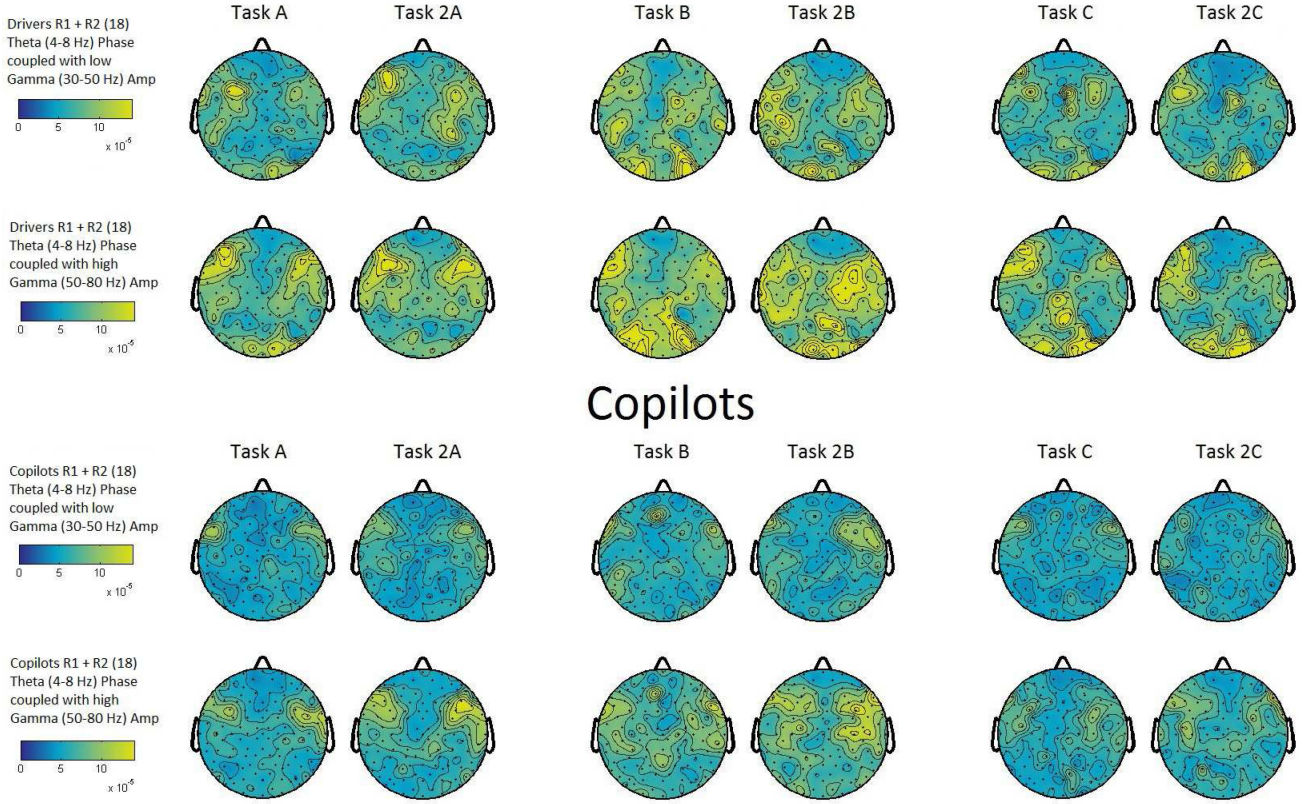 Task A Task 2A Task B Task 2B Task C Task 2C
Drivers R1 + R2 (18)
Theta (4-8 Hz) Phase
coupled with low
Gamma (30-50 Hz) Amp
0 5 10
x 10-5
Drivers R1 + R2 (18)
Theta (4-8 Hz) Phase
coupled with high
Gamma (50-80 Hz) Amp
0 5 10
x 10-5
Copilots
Task A Task 2A Task B Task 2B Task C Task 2C
Copilots R1 + R2 (18)
Theta (4-8 Hz) Phase
coupled with low
Gamma (30-50 Hz) Amp
0 5 10
x 10-5
Copilots R1 + R2 (18)
Theta (4-8 Hz) Phase
coupled with high
Gamma (50-80 Hz) Amp
0 5 10
x 10-5